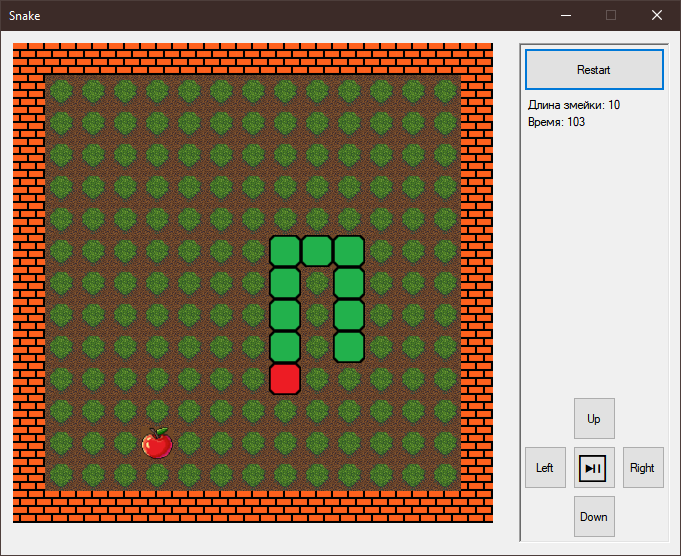 Snake
Restart
Длина змейки: 10
Время: 103
Up
Left
Right
Down